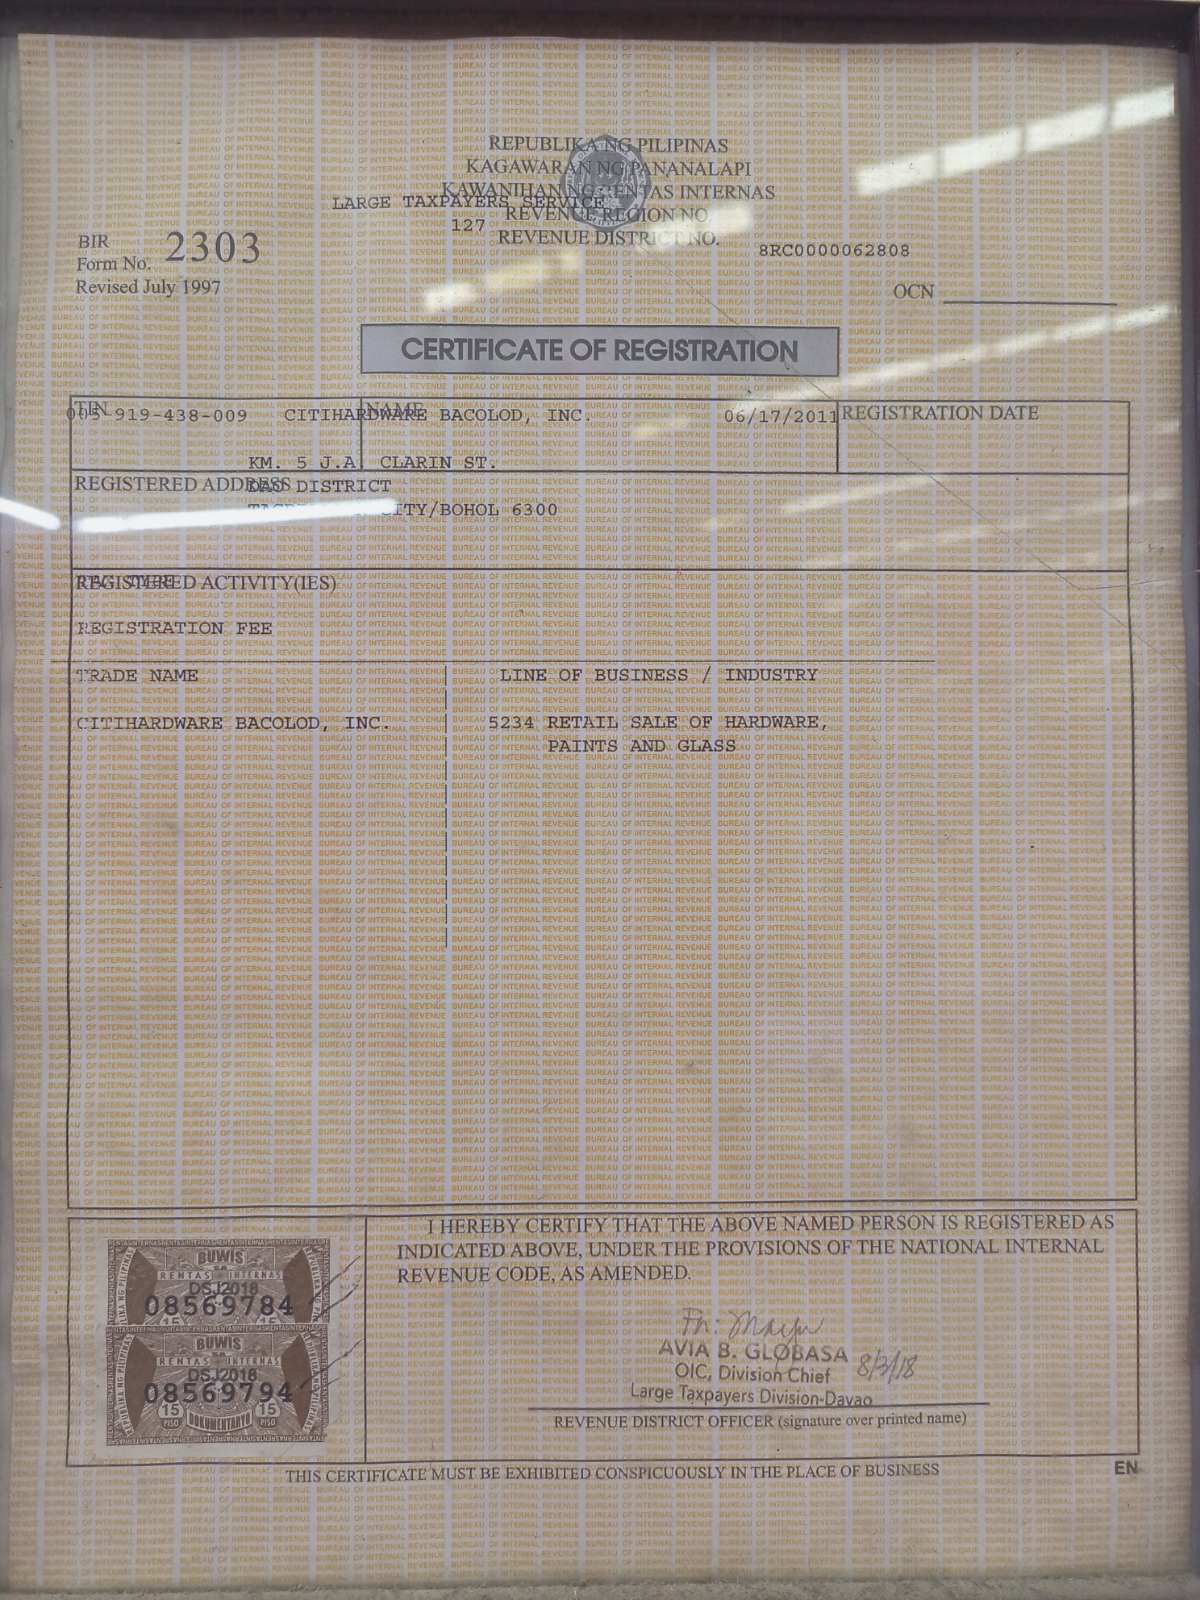 REPUBLIKA NG PILIPINAS
KAGAWARAN NG PANANALAPI
KAWANIHAN NG RENTAS INTERNAS
LARGE TAXPAYERS SERVICE
REVENUE REGION NO.
127
REVENUE DISTRICT NO.
BIR
Form No. 2303
Revised July 1997
8RC0000062808
OCN
CERTIFICATE OF REGISTRATION
TIN NAME REGISTRATION DATE
005 919-438-009 CITIHARDWARE BACOLOD, INC. 06/17/2011
KM. 5 J.A CLARIN ST.
REGISTERED ADDRESS
DAO DISTRICT
CITY/BOHOL 6300
REGISTERED ACTIVITY(IES)
REGISTRATION FEE
TRADE NAME LINE OF BUSINESS / INDUSTRY
CITIHARDWARE BACOLOD, INC. 5234 RETAIL SALE OF HARDWARE,
PAINTS AND GLASS
I HEREBY CERTIFY THAT THE ABOVE NAMED PERSON IS REGISTERED AS
INDICATED ABOVE, UNDER THE PROVISIONS OF THE NATIONAL INTERNAL
REVENUE CODE, AS AMENDED.
BUWIS
RENTAS INTERNAS
DSJ2018
08569784
BUWIS
RENTAS INTERNAS
DSJ2018
08569794
15 15
PISO PISO
DOKUMENTARYO
AVIA B. GLOBASA
OIC, Division Chief 8/3/18
Large Taxpayers Division-Davao
REVENUE DISTRICT OFFICER (signature over printed name)
THIS CERTIFICATE MUST BE EXHIBITED CONSPICUOUSLY IN THE PLACE OF BUSINESS
EN